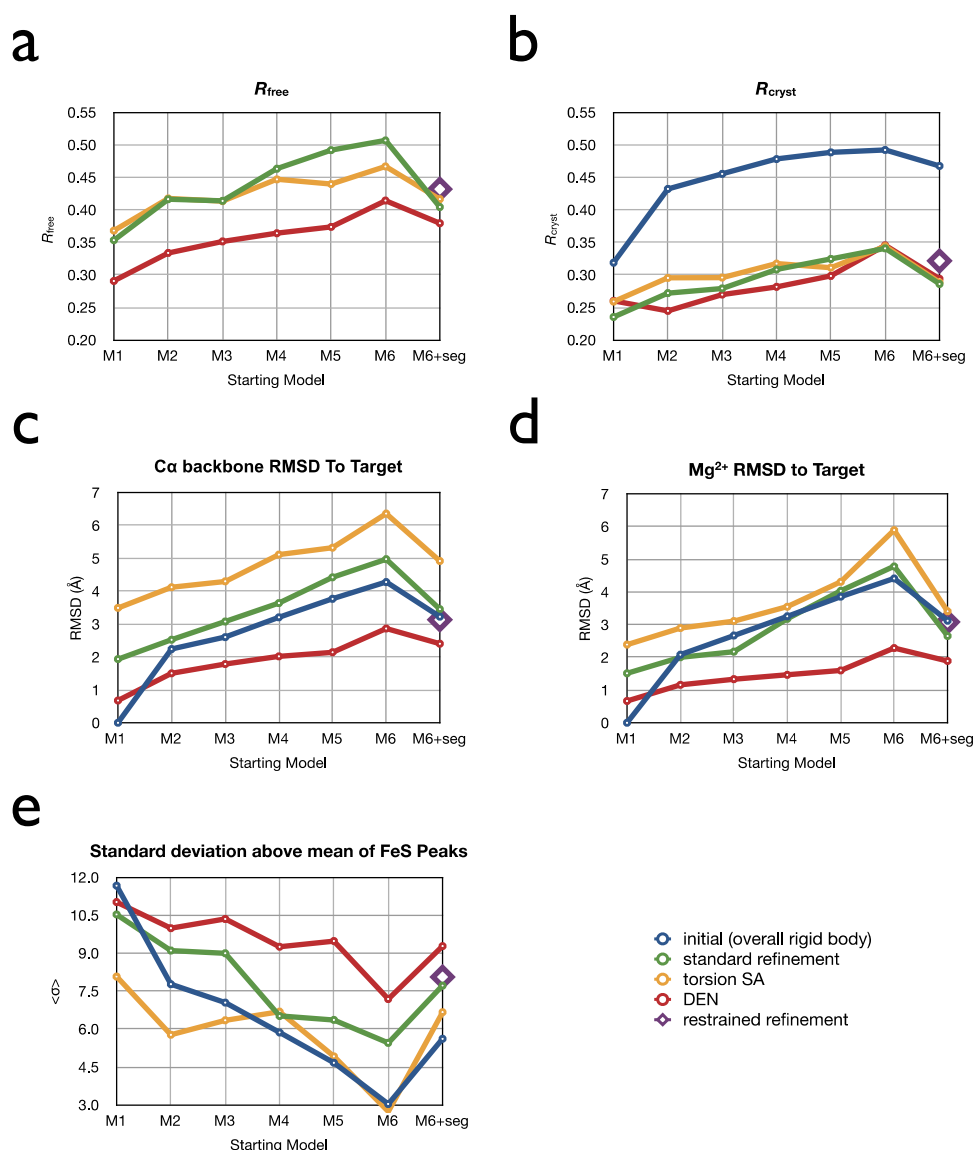 a
R free
0.55
0.50
0.45
0.40
0.35
0.30
0.25
0.20
R free
M1 M2 M3 M4 M5 M6 M6+seg
Starting Model
b
R cryst
0.55
0.50
0.45
0.40
0.35
0.30
0.25
0.20
R cryst
M1 M2 M3 M4 M5 M6 M6+seg
Starting Model
c
Cα backbone RMSD To Target
7
6
5
4
3
2
1
0
RMSD (Å)
M1 M2 M3 M4 M5 M6 M6+seg
Starting Model
d
Mg²⁺ RMSD to Target
7
6
5
4
3
2
1
0
RMSD (Å)
M1 M2 M3 M4 M5 M6 M6+seg
Starting Model
e
Standard deviation above mean of FeS Peaks
12.0
10.5
9.0
7.5
6.0
4.5
3.0
<σ>
M1 M2 M3 M4 M5 M6 M6+seg
Starting Model
initial (overall rigid body)
standard refinement
torsion SA
DEN
restrained refinement